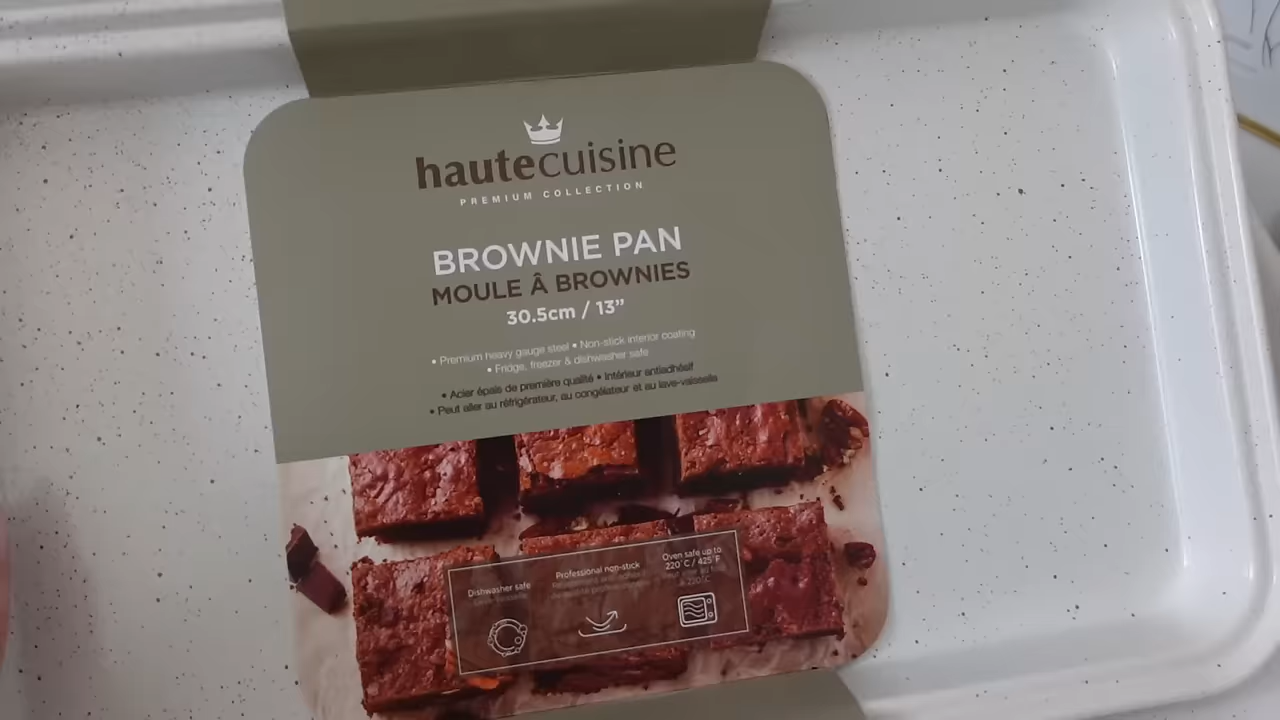 hautecuisine
PREMIUM COLLECTION
BROWNIE PAN
MOULE Â BROWNIES
30.5cm / 13”
• Premium heavy gauge steel • Non-stick interior coating
• Fridge, freezer & dishwasher safe
• Acier épais de première qualité • Intérieur antiadhésif
• Peut aller au réfrigérateur, au congélateur et au lave-vaisselle
Dishwasher safe
Professional non-stick
Oven safe up to
220°C / 425°F
à 220°C